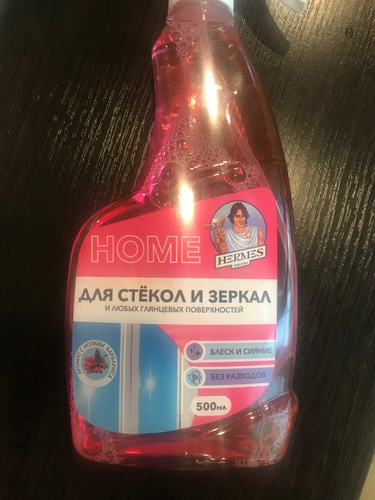 HOME
HERMES
ДЛЯ СТЁКОЛ И ЗЕРКАЛ
И ЛЮБЫХ ГЛЯНЦЕВЫХ ПОВЕРХНОСТЕЙ
БЛЕСК И СИЯНИЕ
БЕЗ РАЗВОДОВ
500мл